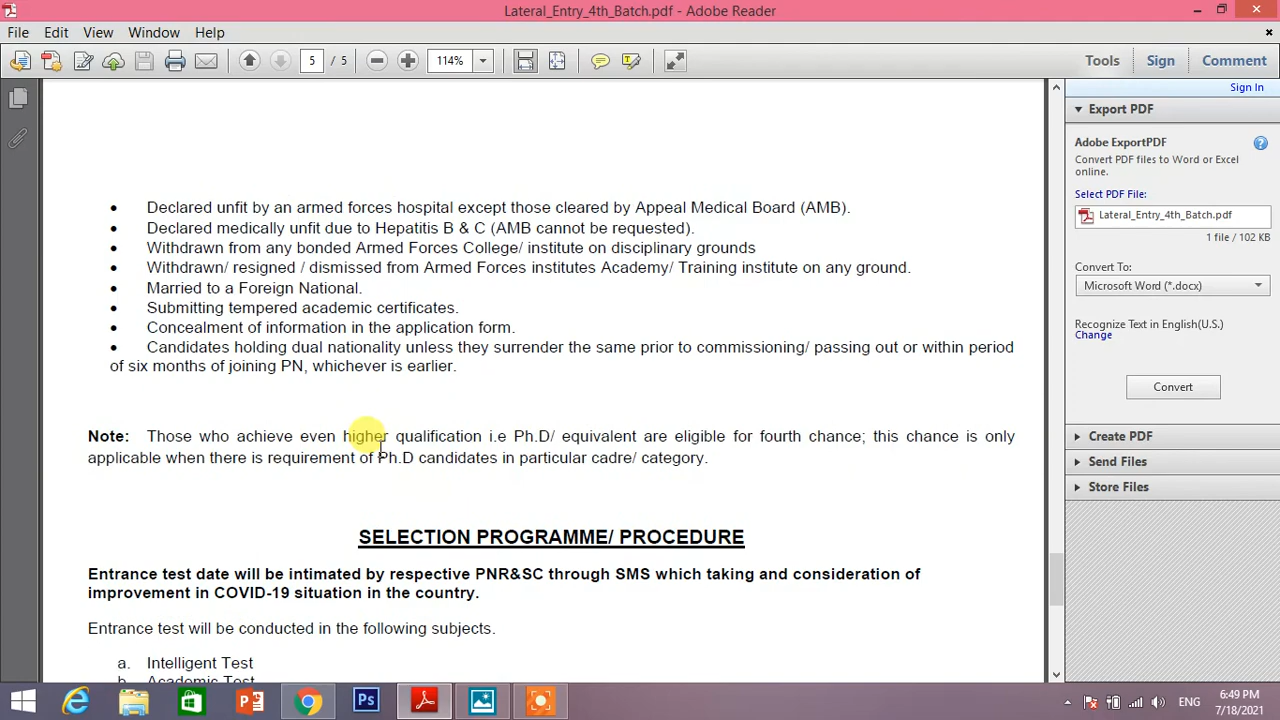 Lateral_Entry_4th_Batch.pdf - Adobe Reader
File Edit View Window Help
5 / 5 114% Tools Sign Comment
Sign In
Export PDF
Adobe ExportPDF
Convert PDF files to Word or Excel
online.
Select PDF File:
Lateral_Entry_4th_Batch.pdf
1 file / 102 KB
Convert To:
Microsoft Word (*.docx)
Recognize Text in English(U.S.)
Change
Convert
Create PDF
Send Files
Store Files
• Declared unfit by an armed forces hospital except those cleared by Appeal Medical Board (AMB).
• Declared medically unfit due to Hepatitis B & C (AMB cannot be requested).
• Withdrawn from any bonded Armed Forces College/ institute on disciplinary grounds
• Withdrawn/ resigned / dismissed from Armed Forces institutes Academy/ Training institute on any ground.
• Married to a Foreign National.
• Submitting tempered academic certificates.
• Concealment of information in the application form.
• Candidates holding dual nationality unless they surrender the same prior to commissioning/ passing out or within period
of six months of joining PN, whichever is earlier.
Note: Those who achieve even higher qualification i.e Ph.D/ equivalent are eligible for fourth chance; this chance is only
applicable when there is requirement of Ph.D candidates in particular cadre/ category.
SELECTION PROGRAMME/ PROCEDURE
Entrance test date will be intimated by respective PNR&SC through SMS which taking and consideration of
improvement in COVID-19 situation in the country.
Entrance test will be conducted in the following subjects.
a. Intelligent Test
b. Academic Test
Ps ENG 6:49 PM
7/18/2021